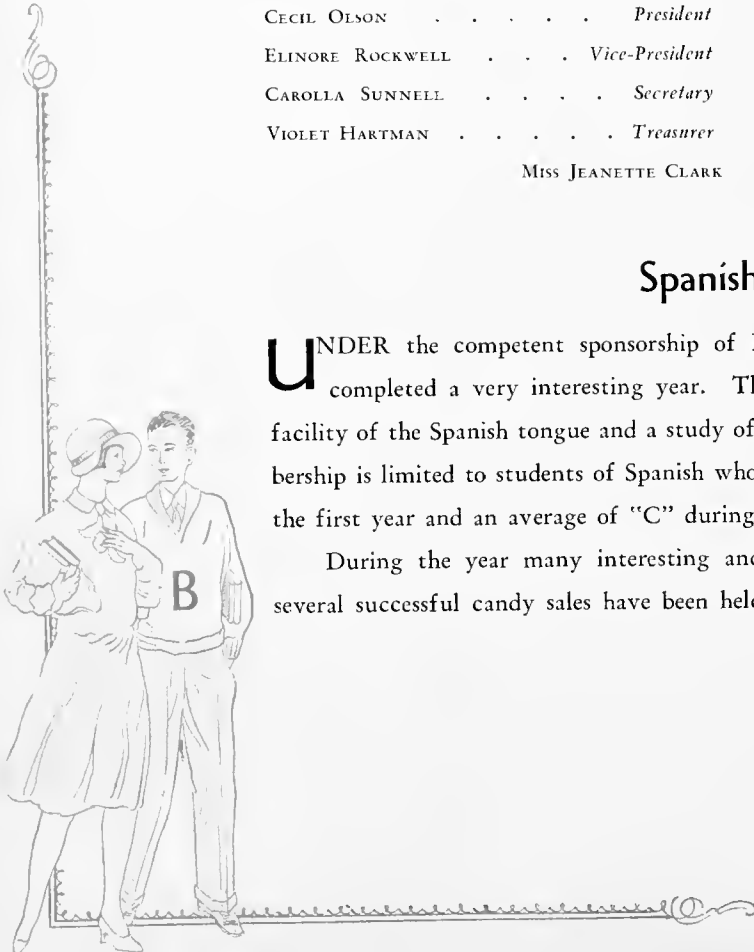 CECIL OLSON . . . . . President
ELINORE ROCKWELL . . . Vice-President
CAROLLA SUNNELL . . . . Secretary
VIOLET HARTMAN . . . . . Treasurer
MISS JEANETTE CLARK
Spanish
UNDER the competent sponsorship of
completed a very interesting year.
facility of the Spanish tongue and a study of
bership is limited to students of Spanish who
the first year and an average of "C" during
During the year many interesting and
several successful candy sales have been held
B